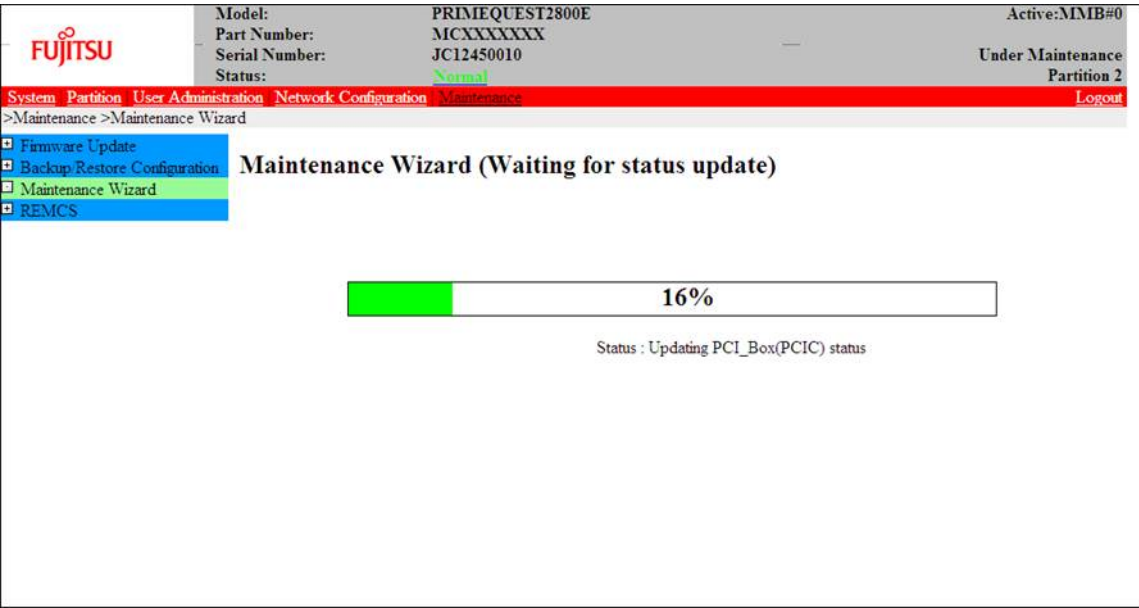 FUJITSU
Model: PRIMEQUEST2800E Active:MMB#0
Part Number: MCXXXXXXX
Serial Number: JC12450010 Under Maintenance
Status: Normal Partition 2
System Partition User Administration Network Configuration Maintenance Logout
>Maintenance >Maintenance Wizard
Firmware Update
Backup/Restore Configuration
Maintenance Wizard
REMCS
Maintenance Wizard (Waiting for status update)
16%
Status : Updating PCI_Box(PCIC) status